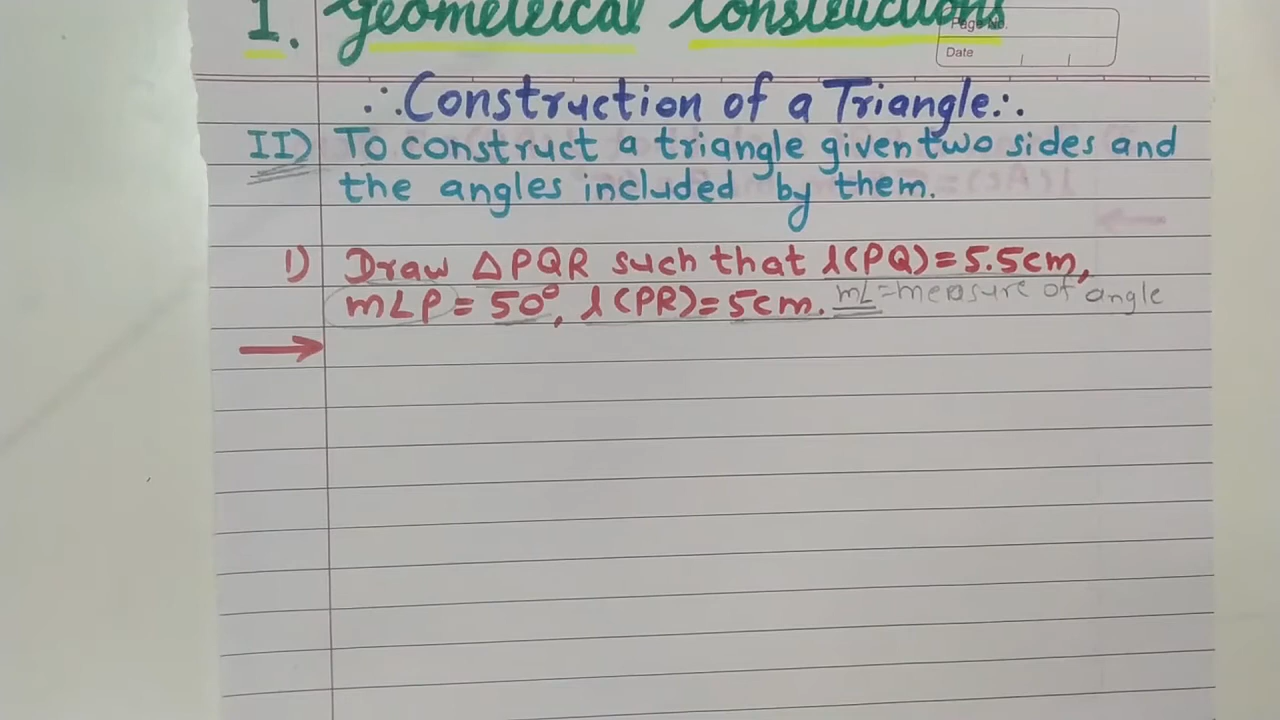 1. Geometrical Constructions
Page No.
Date
∴Construction of a Triangle∴
II) To construct a triangle given two sides and
the angles included by them.
1) Draw △PQR such that l(PQ)=5.5cm,
m∠P = 50°, l(PR)=5cm. m∠=measure of angle